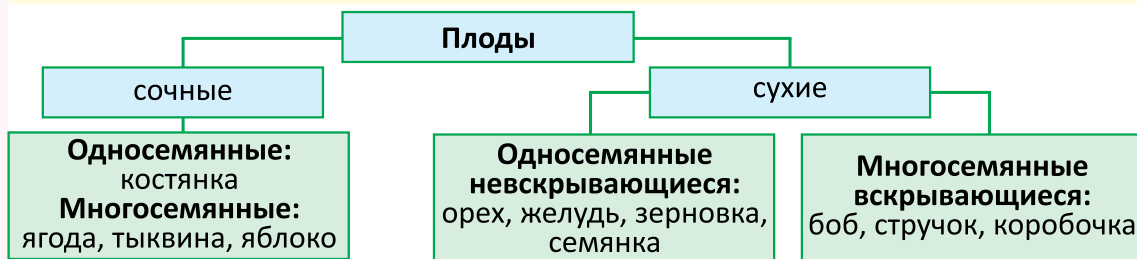 Плоды
сочные
сухие
Односемянные:
костянка
Многосемянные:
ягода, тыквина, яблоко
Односемянные
невскрывающиеся:
орех, желудь, зерновка,
семянка
Многосемянные
вскрывающиеся:
боб, стручок, коробочка